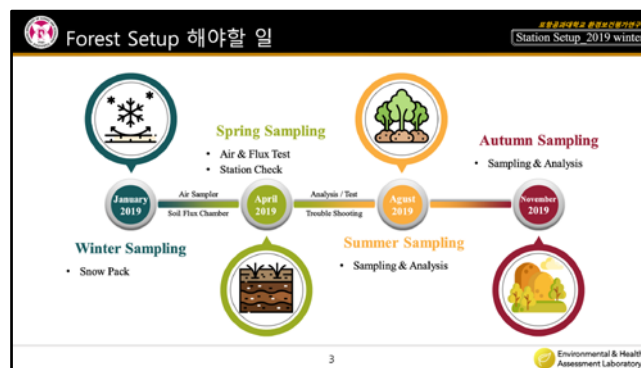 Forest Setup 해야할 일
포항공과대학교 환경보건평가연구
Station Setup_2019 winter
Spring Sampling
• Air & Flux Test
• Station Check
Autumn Sampling
• Sampling & Analysis
January
2019
Air Sampler
Soil Flux Chamber
April
2019
Analysis / Test
Trouble Shooting
Agust
2019
November
2019
Winter Sampling
• Snow Pack
Summer Sampling
• Sampling & Analysis
3
Environmental & Health
Assessment Laboratory